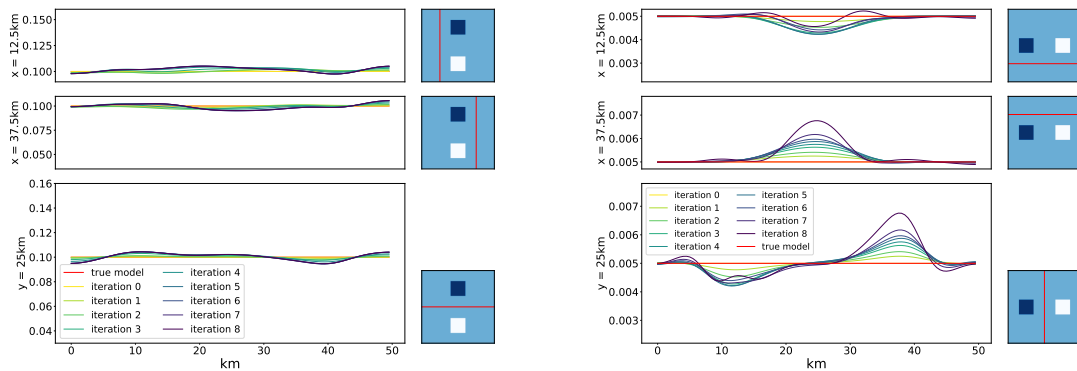 x = 12.5km
0.150
0.125
0.100
x = 37.5km
0.100
0.075
0.050
y = 25km
0.16
0.14
0.12
0.10
0.08
0.06
0.04
true model
iteration 0
iteration 1
iteration 2
iteration 3
iteration 4
iteration 5
iteration 6
iteration 7
iteration 8
0
10
20
30
40
50
km
x = 12.5km
0.005
0.004
0.003
x = 37.5km
0.007
0.006
0.005
y = 25km
0.007
0.006
0.005
0.004
0.003
iteration 0
iteration 1
iteration 2
iteration 3
iteration 4
iteration 5
iteration 6
iteration 7
iteration 8
true model
0
10
20
30
40
50
km